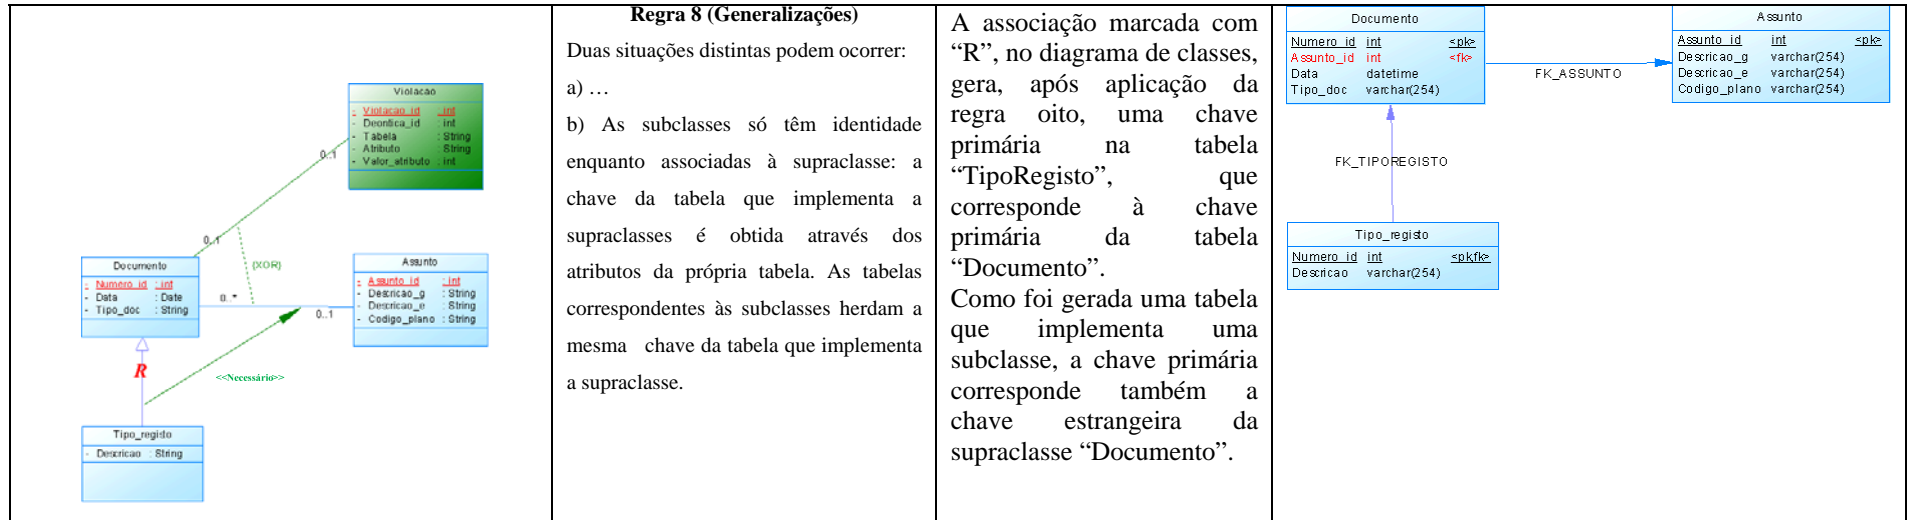 Violacao
- Violacao_id : int
- Deontica_id : int
- Tabela : String
- Atributo : String
- Valor_atributo : int
0..1
0..1
{XOR}
Documento
- Numero_id : int
- Data : Date
- Tipo_doc : String
0..*
0..1
Assunto
- Assunto_id : int
- Descricao_g : String
- Descricao_e : String
- Codigo_plano : String
R
<<Necessário>>
Tipo_registo
- Descricao : String
Regra 8 (Generalizações)
Duas situações distintas podem ocorrer:
a) …
b) As subclasses só têm identidade
enquanto associadas à supraclasse: a
chave da tabela que implementa a
supraclasses é obtida através dos
atributos da própria tabela. As tabelas
correspondentes às subclasses herdam a
mesma chave da tabela que implementa
a supraclasse.
A associação marcada com
“R”, no diagrama de classes,
gera, após aplicação da
regra oito, uma chave
primária na tabela
“TipoRegisto”, que
corresponde à chave
primária da tabela
“Documento”.
Como foi gerada uma tabela
que implementa uma
subclasse, a chave primária
corresponde também a
chave estrangeira da
supraclasse “Documento”.
Documento
Numero_id int <pk>
Assunto_id int <fk>
Data datetime
Tipo_doc varchar(254)
FK_ASSUNTO
Assunto
Assunto_id int <pk>
Descricao_g varchar(254)
Descricao_e varchar(254)
Codigo_plano varchar(254)
FK_TIPOREGISTO
Tipo_registo
Numero_id int <pk,fk>
Descricao varchar(254)